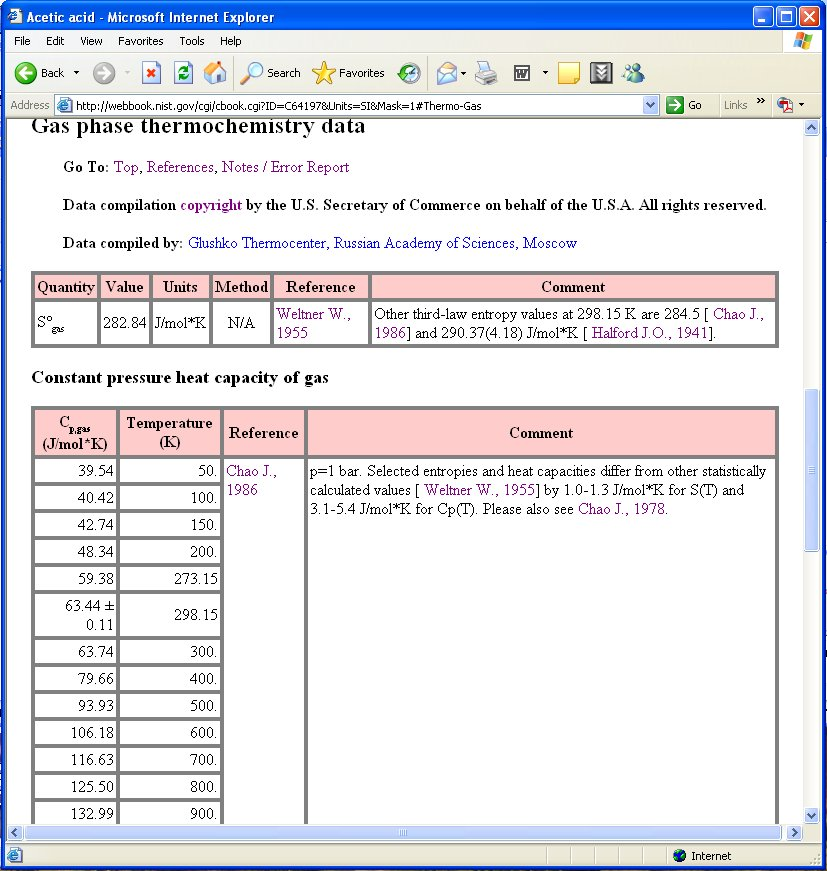 Acetic acid - Microsoft Internet Explorer
File Edit View Favorites Tools Help
Back Search Favorites
Address http://webbook.nist.gov/cgi/cbook.cgi?ID=C64197&Units=SI&Mask=1#Thermo-Gas Go Links »
Gas phase thermochemistry data
Go To: Top, References, Notes / Error Report
Data compilation copyright by the U.S. Secretary of Commerce on behalf of the U.S.A. All rights reserved.
Data compiled by: Glushko Thermocenter, Russian Academy of Sciences, Moscow
Quantity Value Units Method Reference Comment
S°gas 282.84 J/mol*K N/A Weltner W., 1955 Other third-law entropy values at 298.15 K are 284.5 [ Chao J.,
1986] and 290.37(4.18) J/mol*K [ Halford J.O., 1941].
Constant pressure heat capacity of gas
Cp,gas (J/mol*K) Temperature (K) Reference Comment
39.54 50. Chao J., 1986 p=1 bar. Selected entropies and heat capacities differ from other statistically
calculated values [ Weltner W., 1955] by 1.0-1.3 J/mol*K for S(T) and
3.1-5.4 J/mol*K for Cp(T). Please also see Chao J., 1978.
40.42 100.
42.74 150.
48.34 200.
59.38 273.15
63.44 ± 0.11 298.15
63.74 300.
79.66 400.
93.93 500.
106.18 600.
116.63 700.
125.50 800.
132.99 900.
Internet